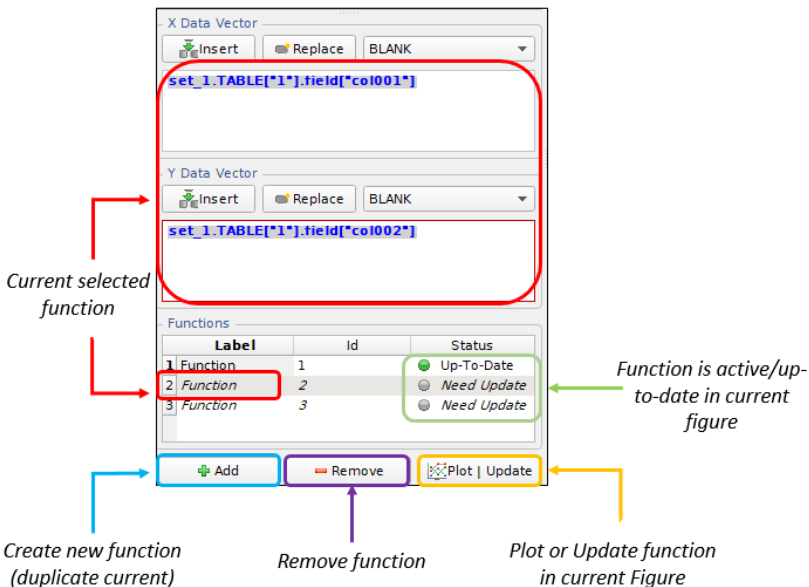 X Data Vector
Insert Replace BLANK
set_1.TABLE["1"].field["col001"]
Y Data Vector
Insert Replace BLANK
set_1.TABLE["1"].field["col002"]
Current selected
function
Functions
Label Id Status
1 Function 1 Up-To-Date
2 Function 2 Need Update
3 Function 3 Need Update
Function is active/up-
to-date in current
figure
Add Remove Plot | Update
Create new function
(duplicate current)
Remove function
Plot or Update function
in current Figure